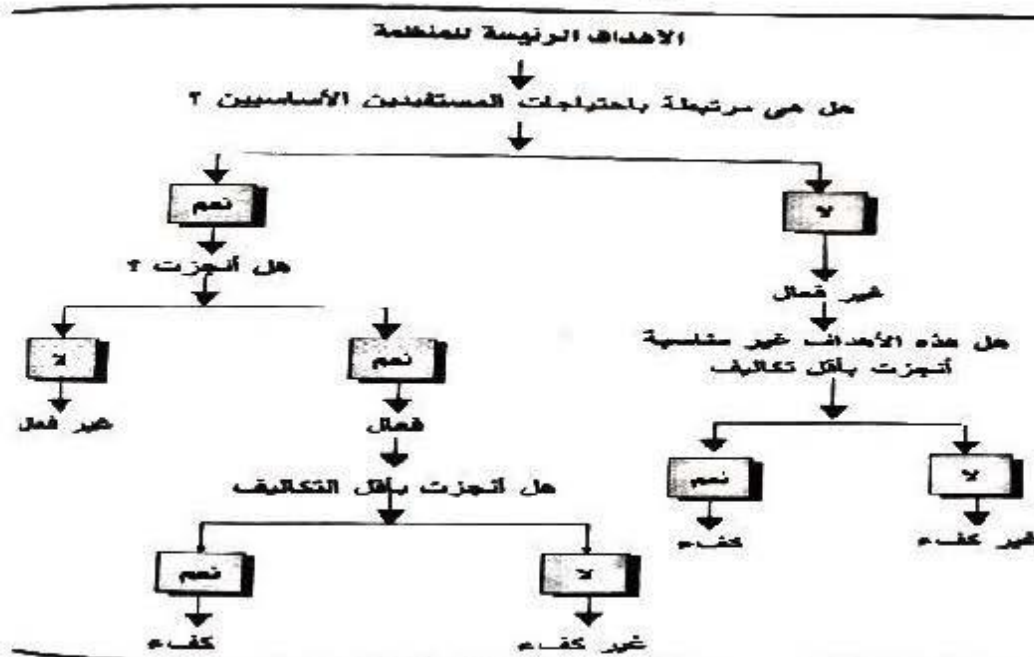 الاهداف الرئيسة للمنظمة
هل هي مرتبطة باحتياجات المستفيدين الأساسيين ؟
نعم
لا
هل أنجزت ؟
غير فعال
لا
نعم
هل هذه الأهداف غير مناسبة
أنجزت بأقل تكاليف
غير فعال
فعال
نعم
لا
هل أنجزت بأقل التكاليف
كفء
غير كفء
نعم
لا
كفء
غير كفء